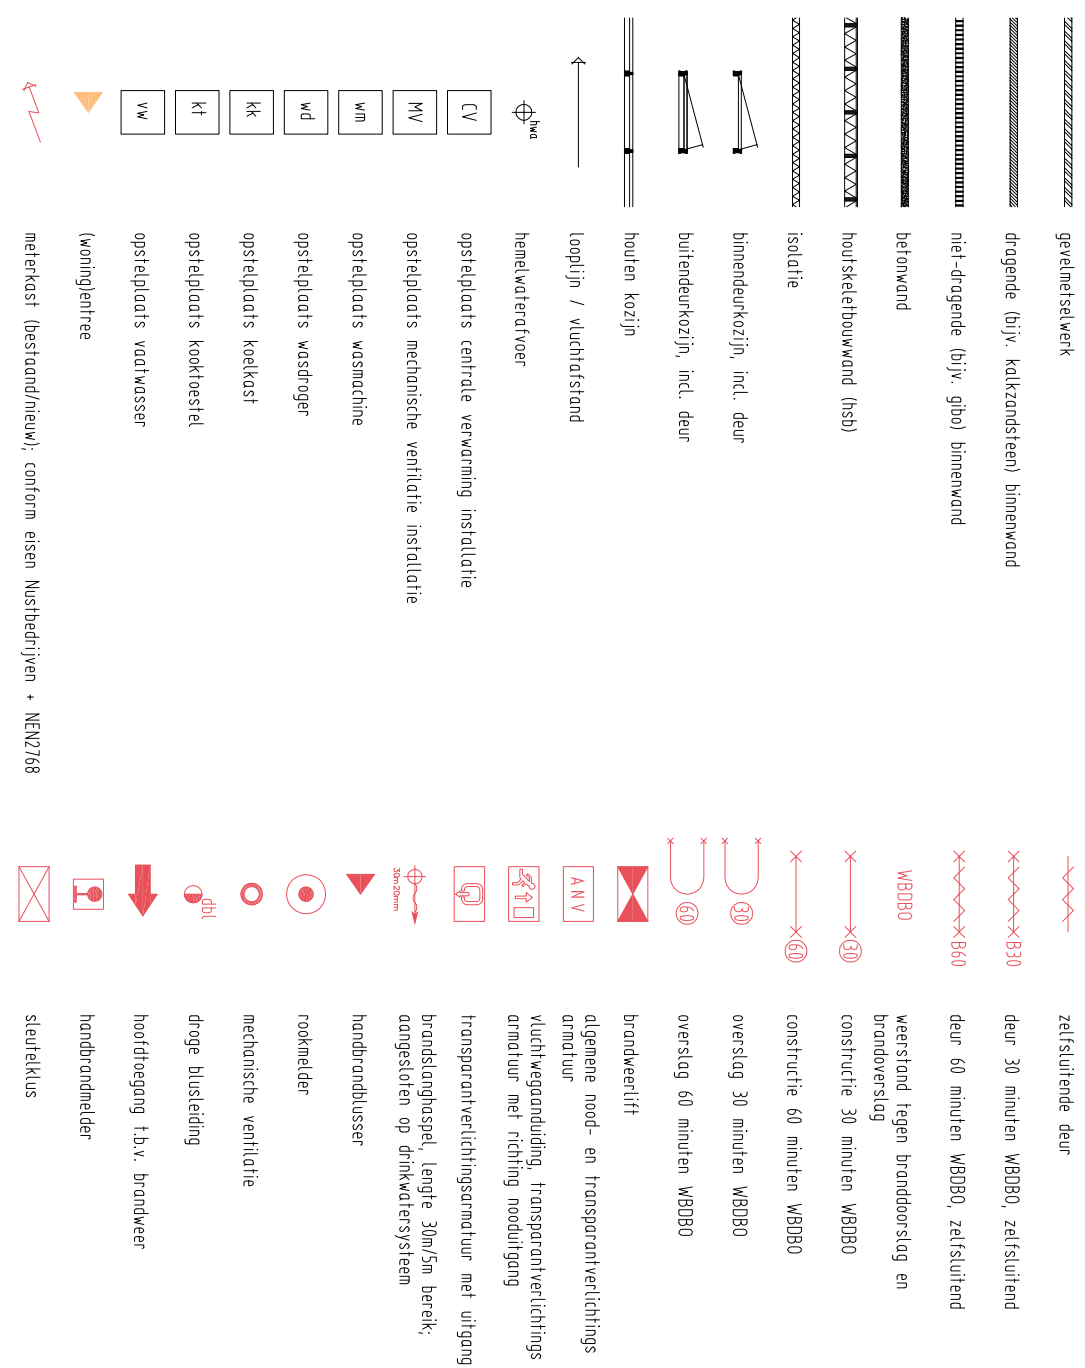 gevelmetselwerk
dragende (bijv. kalkzandsteen) binnenwand
niet-dragende (bijv. gibo) binnenwand
betonwand
houtskeletbouwwand (hsb)
isolatie
binnendeurkozijn, incl. deur
buitendeurkozijn, incl. deur
houten kozijn
looplijn / vluchtafstand
hwa
hemelwaterafvoer
CV
opstelplaats centrale verwarming installatie
MV
opstelplaats mechanische ventilatie installatie
wm
opstelplaats wasmachine
wd
opstelplaats wasdroger
kk
opstelplaats koelkast
kt
opstelplaats kooktoestel
vw
opstelplaats vaatwasser
(woning)entree
meterkast (bestaand/nieuw); conform eisen Nustbedrijven + NEN2768
zelfsluitende deur
B30
deur 30 minuten WBDBO, zelfsluitend
B60
deur 60 minuten WBDBO, zelfsluitend
WBDBO
weerstand tegen branddoorslag en
brandoverslag
30
constructie 30 minuten WBDBO
60
constructie 60 minuten WBDBO
30
overslag 30 minuten WBDBO
60
overslag 60 minuten WBDBO
brandweerlift
ANV
algemene nood- en transparantverlichtings
armatuur
vluchtwegaanduiding, transparantverlichtings
armatuur met richting nooduitgang
transparantverlichtingsarmatuur met uitgang
30m20mm
brandslanghaspel, lengte 30m/5m bereik;
aangesloten op drinkwatersysteem
handbrandblusser
rookmelder
mechanische ventilatie
dbl
droge blusleiding
hoofdtoegang t.b.v. brandweer
handbrandmelder
sleutelklus